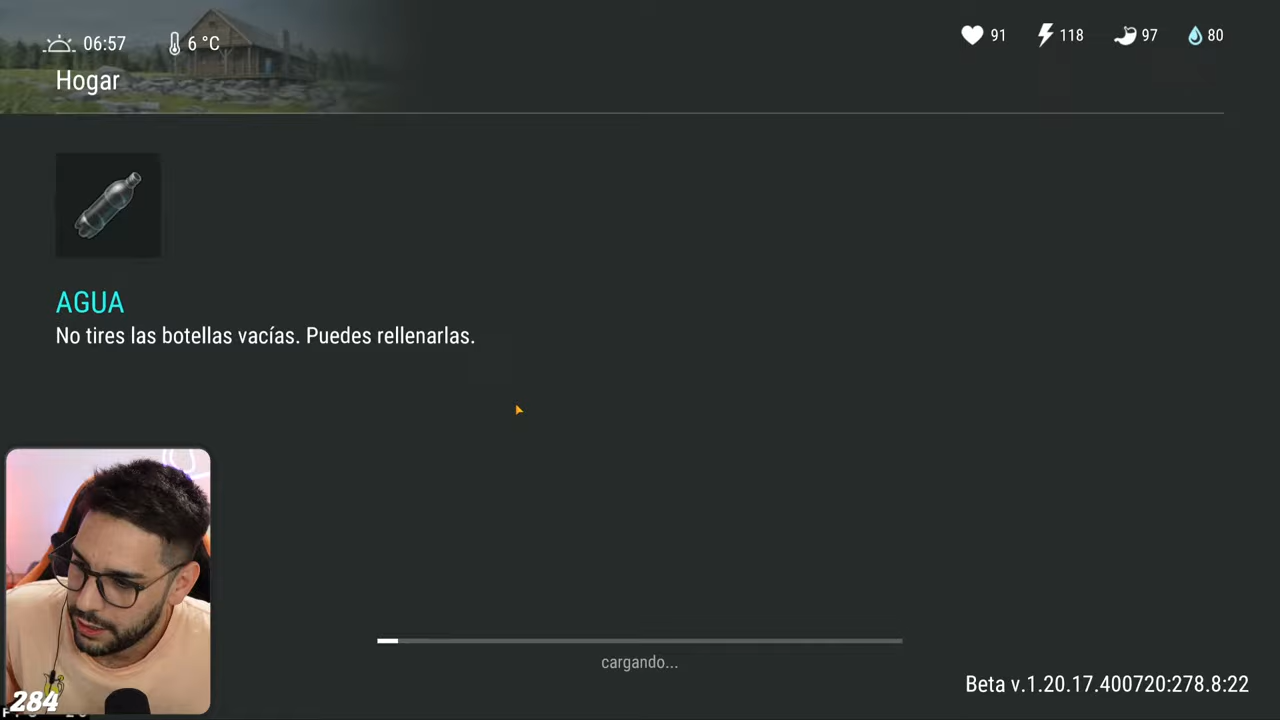 06:57 6 °C 91 118 97 80
Hogar
AGUA
No tires las botellas vacías. Puedes rellenarlas.
cargando...
Beta v.1.20.17.400720:278.8:22
284